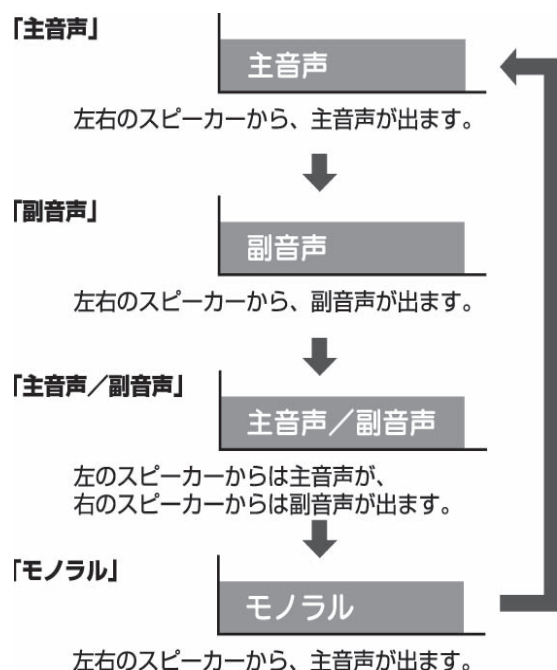 「主音声」
主音声
左右のスピーカーから、主音声が出ます。
「副音声」
副音声
左右のスピーカーから、副音声が出ます。
「主音声／副音声」
主音声／副音声
左のスピーカーからは主音声が、
右のスピーカーからは副音声が出ます。
「モノラル」
モノラル
左右のスピーカーから、主音声が出ます。